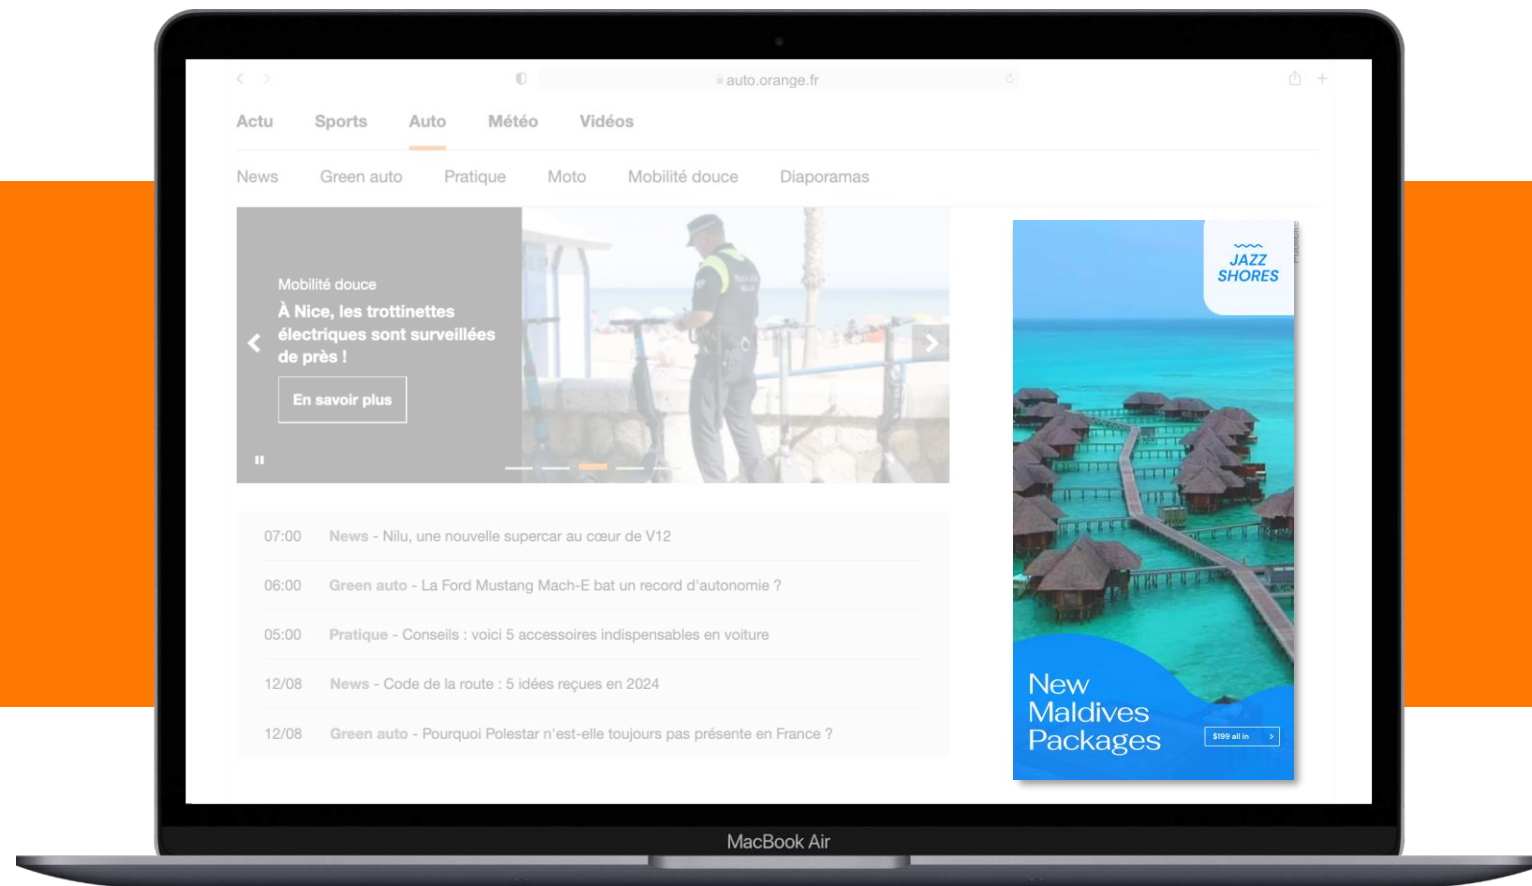 auto.orange.fr
Actu Sports Auto Météo Vidéos
News Green auto Pratique Moto Mobilité douce Diaporamas
Mobilité douce
À Nice, les trottinettes
électriques sont surveillées
de près !
En savoir plus
07:00 News - Nilu, une nouvelle supercar au cœur de V12
06:00 Green auto - La Ford Mustang Mach-E bat un record d'autonomie ?
05:00 Pratique - Conseils : voici 5 accessoires indispensables en voiture
12/08 News - Code de la route : 5 idées reçues en 2024
12/08 Green auto - Pourquoi Polestar n'est-elle toujours pas présente en France ?
JAZZ
SHORES
New
Maldives
Packages
$199 all in >
MacBook Air